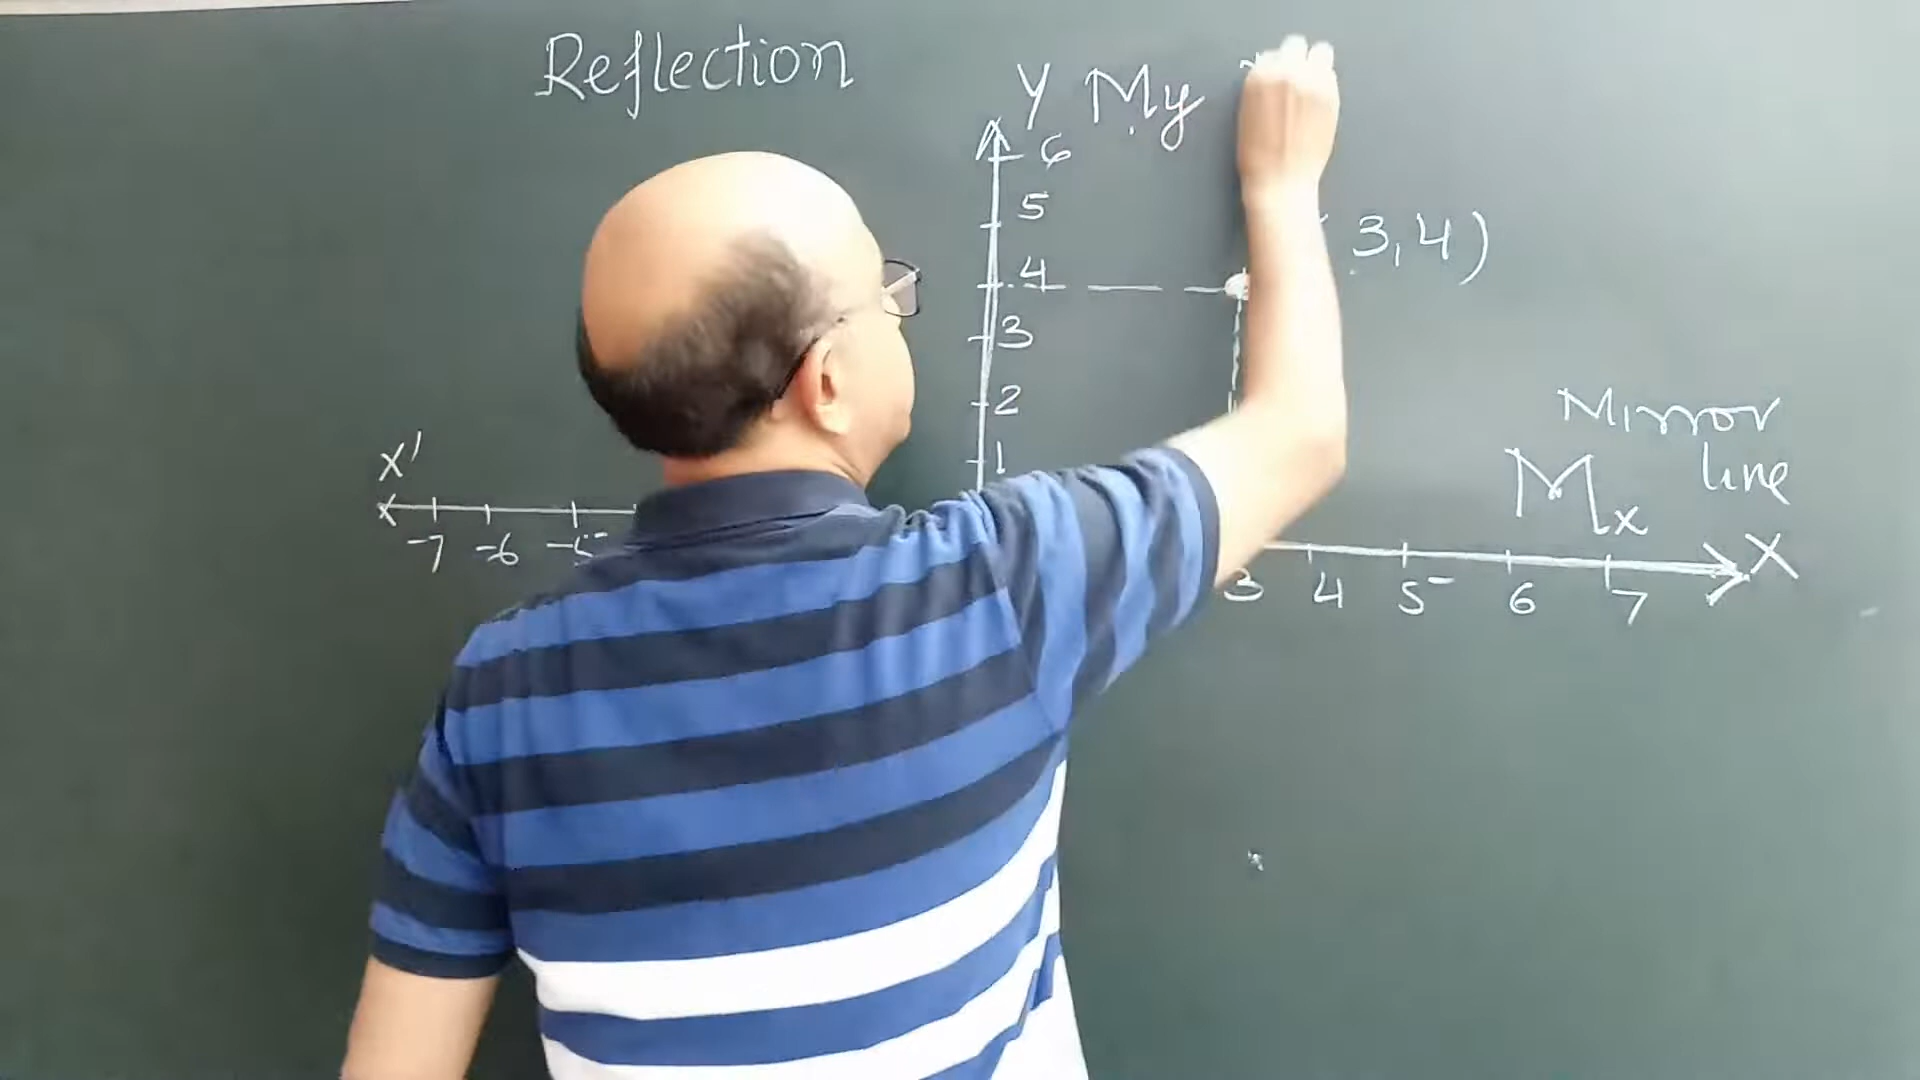 Reflection
Y My
6
5
3,4)
4
3
2
1
Mirror
line
Mx
X'
X
-7 -6 -5
3 4 5 6 7